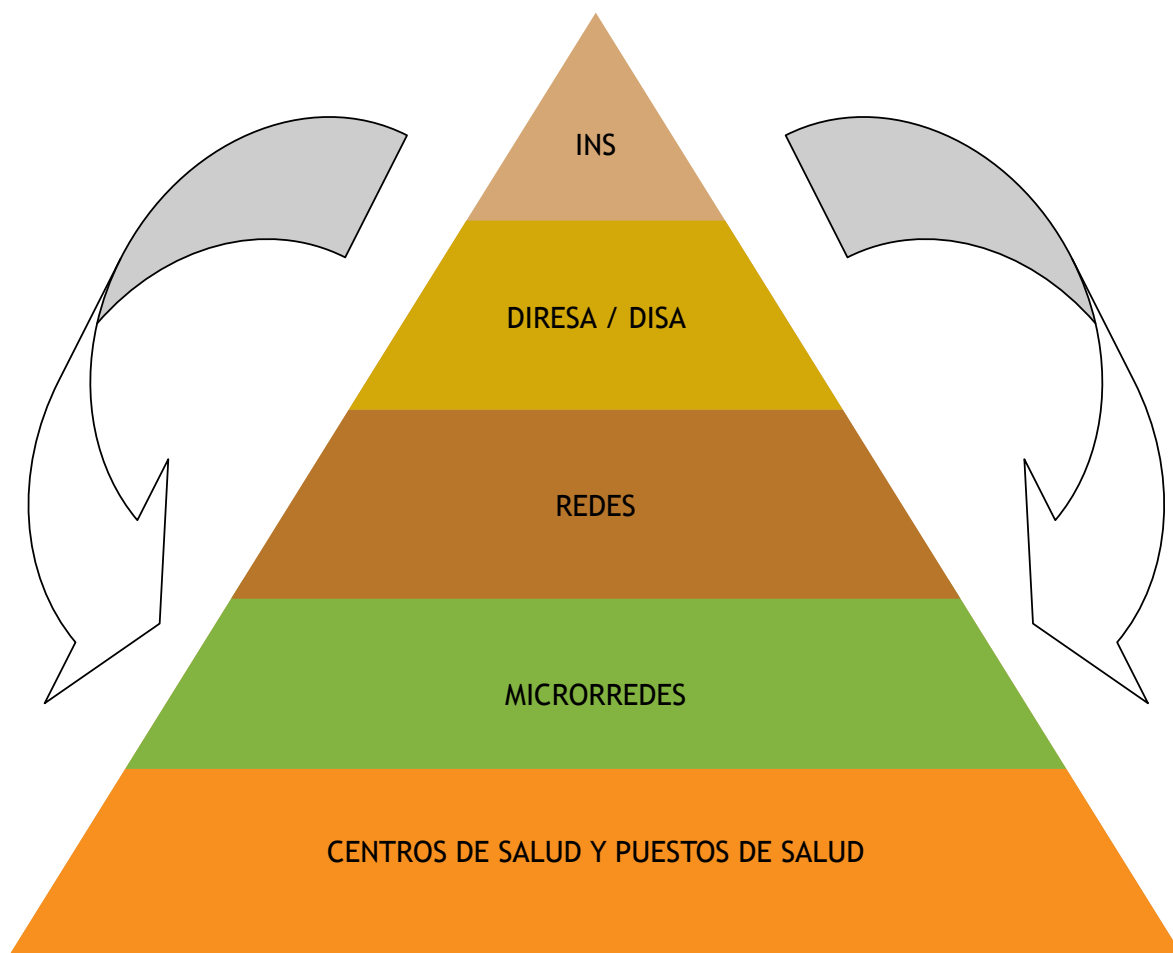 INS
DIRESA / DISA
REDES
MICRORREDES
CENTROS DE SALUD Y PUESTOS DE SALUD